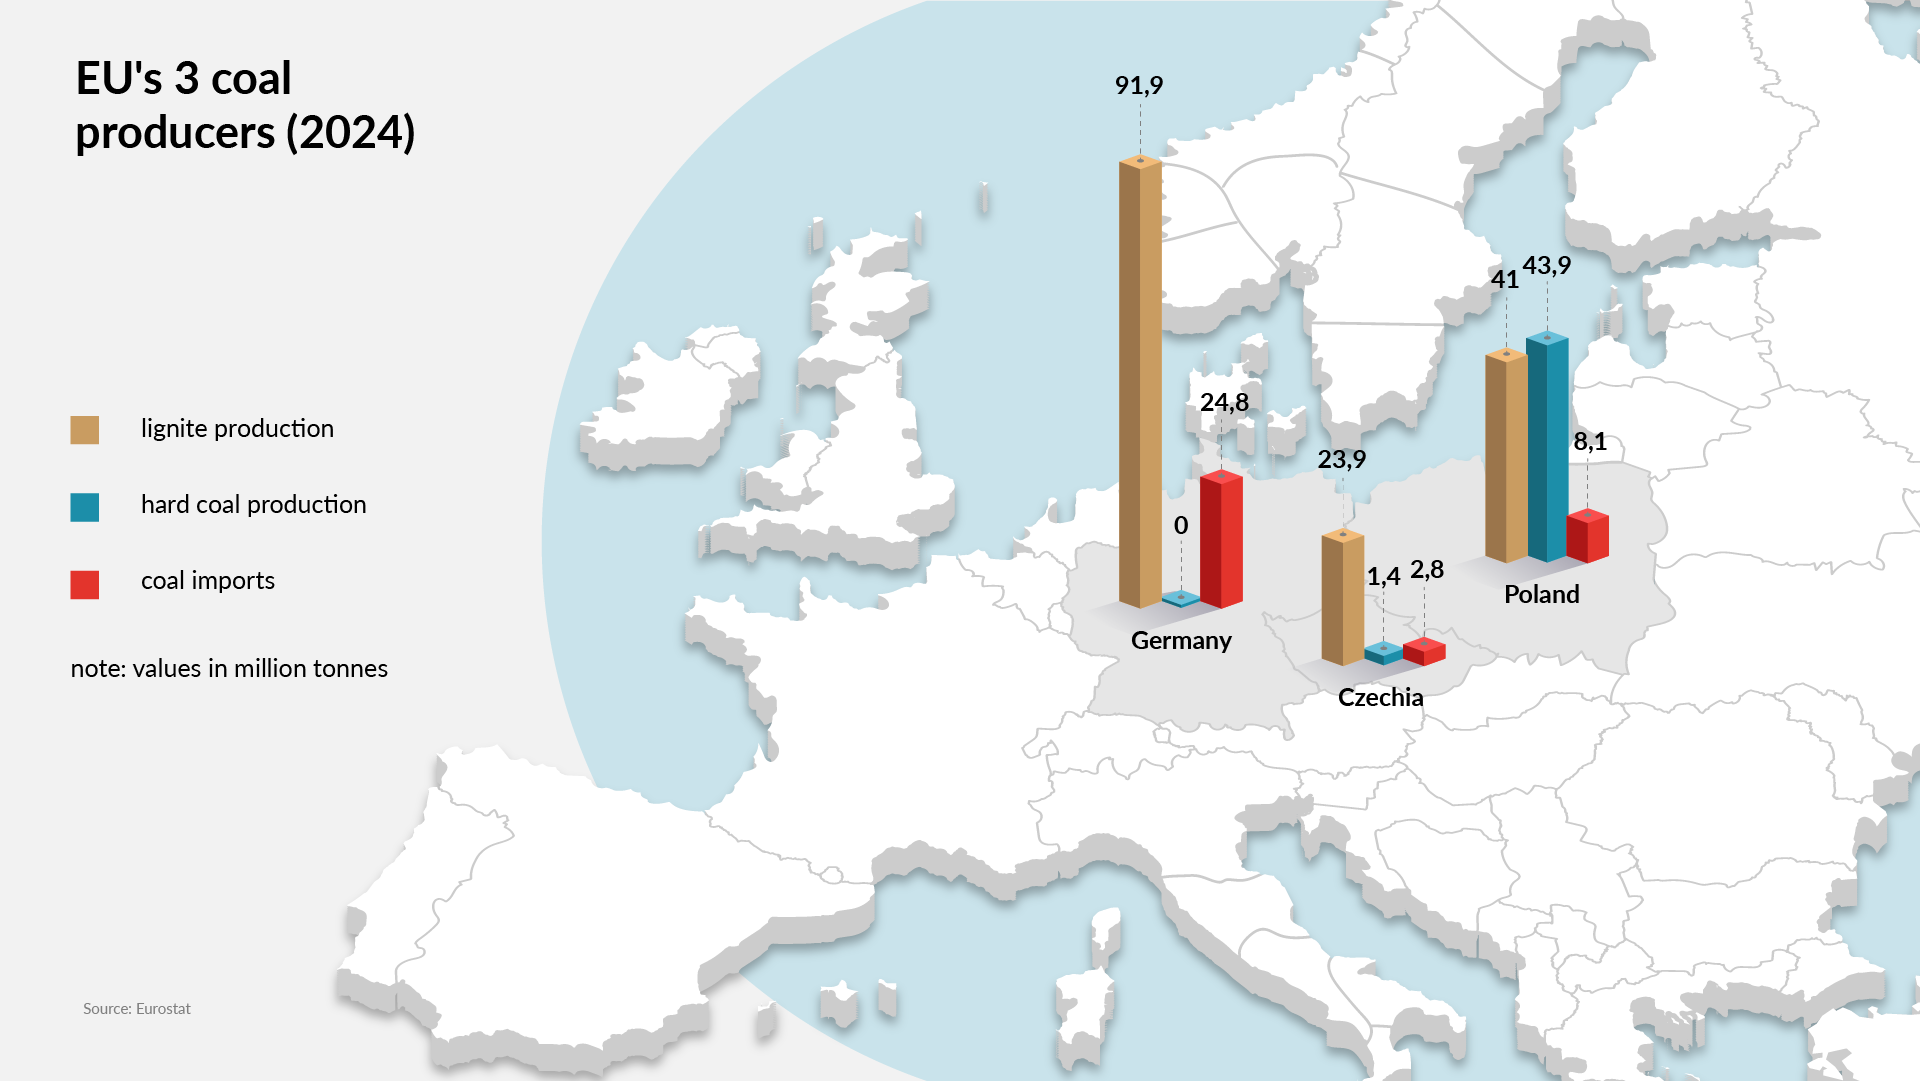 EU's 3 coal
producers (2024)
lignite production
hard coal production
coal imports
note: values in million tonnes
91,9
0
24,8
Germany
23,9
1,4
2,8
Czechia
41
43,9
8,1
Poland
Source: Eurostat